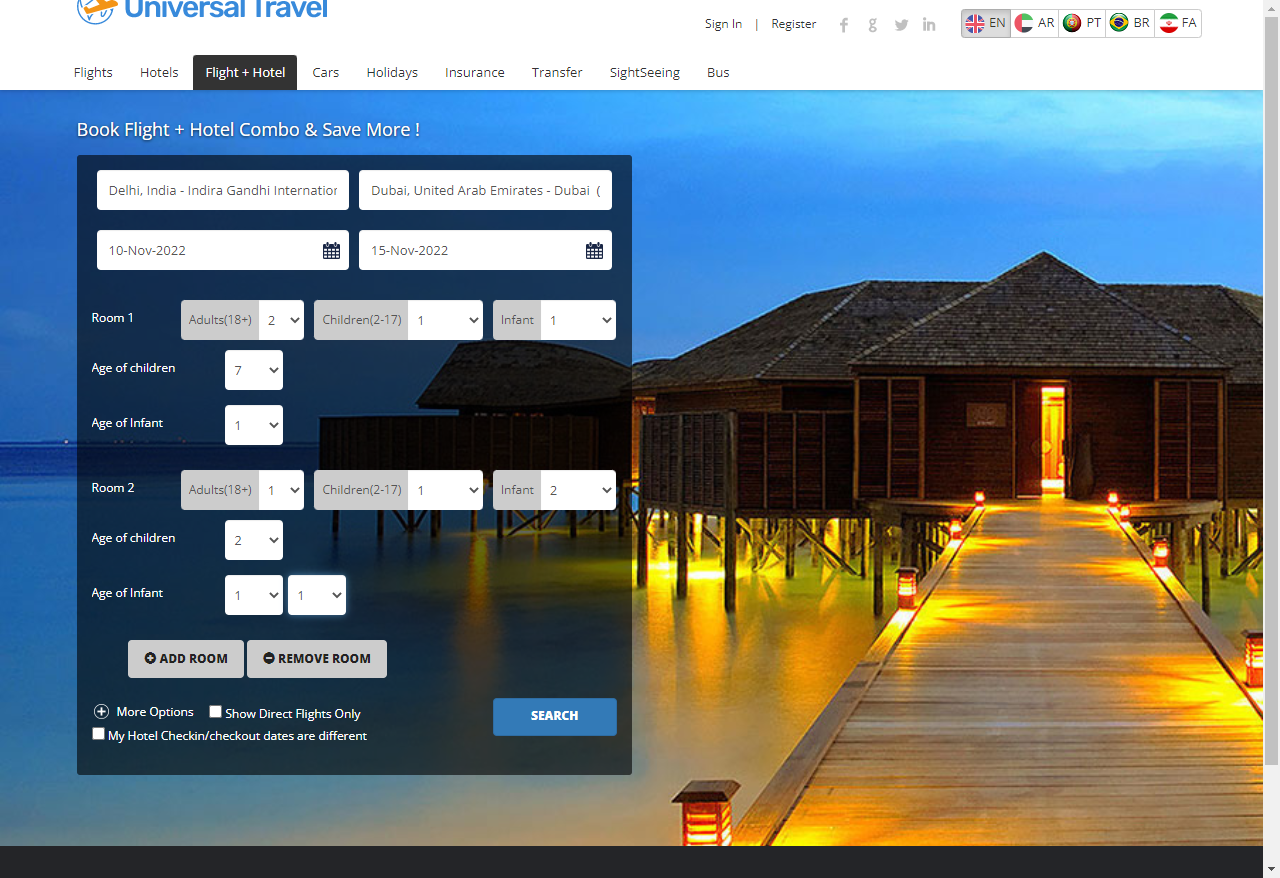 Universal Travel
Sign In | Register
EN AR PT BR FA
Flights Hotels Flight + Hotel Cars Holidays Insurance Transfer SightSeeing Bus
Book Flight + Hotel Combo & Save More !
Delhi, India - Indira Gandhi Internation Dubai, United Arab Emirates - Dubai (
10-Nov-2022 15-Nov-2022
Room 1 Adults(18+) 2 Children(2-17) 1 Infant 1
Age of children 7
Age of Infant 1
Room 2 Adults(18+) 1 Children(2-17) 1 Infant 2
Age of children 2
Age of Infant 1 1
ADD ROOM REMOVE ROOM
More Options Show Direct Flights Only SEARCH
My Hotel Checkin/checkout dates are different